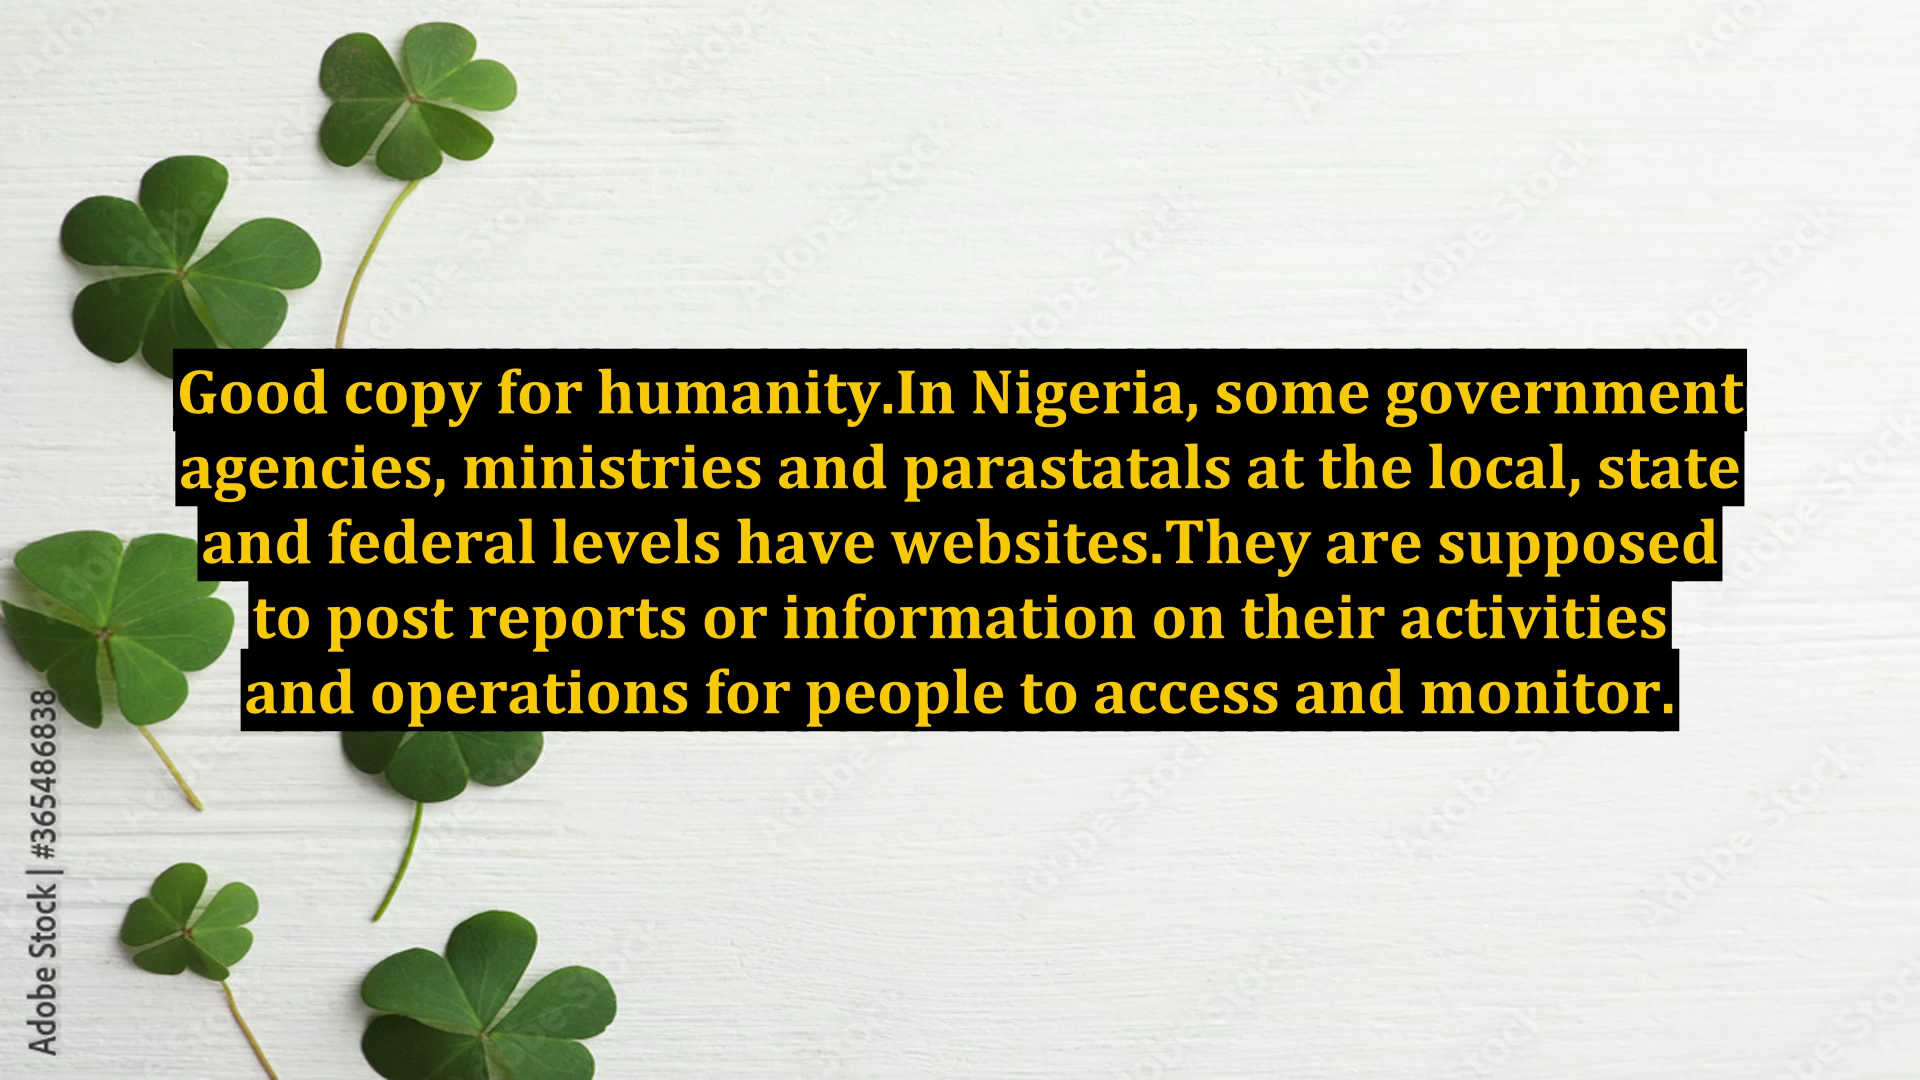 Good copy for humanity.In Nigeria, some government
agencies, ministries and parastatals at the local, state
and federal levels have websites.They are supposed
to post reports or information on their activities
and operations for people to access and monitor.
Adobe Stock | #365486838
Adobe Stock